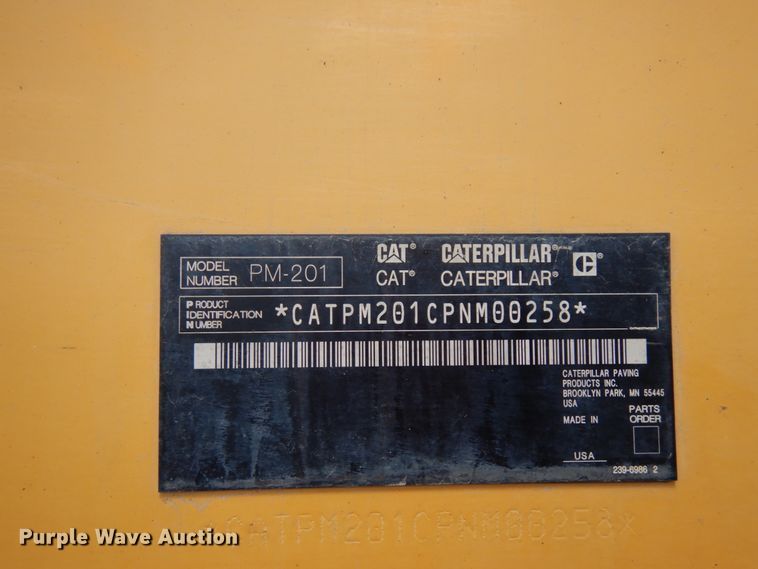 CAT® CATERPILLAR®
MODEL NUMBER PM-201
CAT® CATERPILLAR®
PRODUCT IDENTIFICATION NUMBER *CATPM201CPNM00258*
CATERPILLAR PAVING
PRODUCTS INC.
BROOKLYN PARK, MN 55445
USA
MADE IN
PARTS
ORDER
USA
239-6986 2
*CATPM201CPNM00258*
Purple Wave Auction